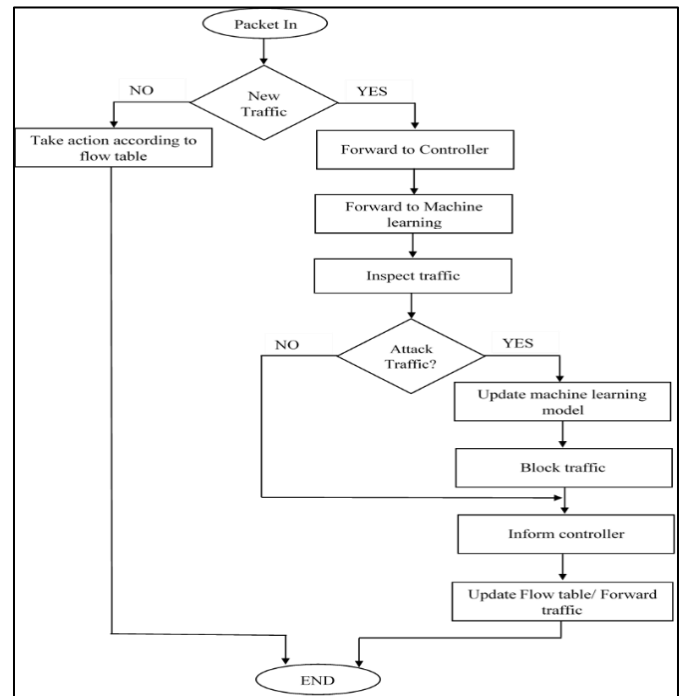 Packet In
NO
New
Traffic
YES
Take action according to
flow table
Forward to Controller
Forward to Machine
learning
Inspect traffic
NO
Attack
Traffic?
YES
Update machine learning
model
Block traffic
Inform controller
Update Flow table/ Forward
traffic
END